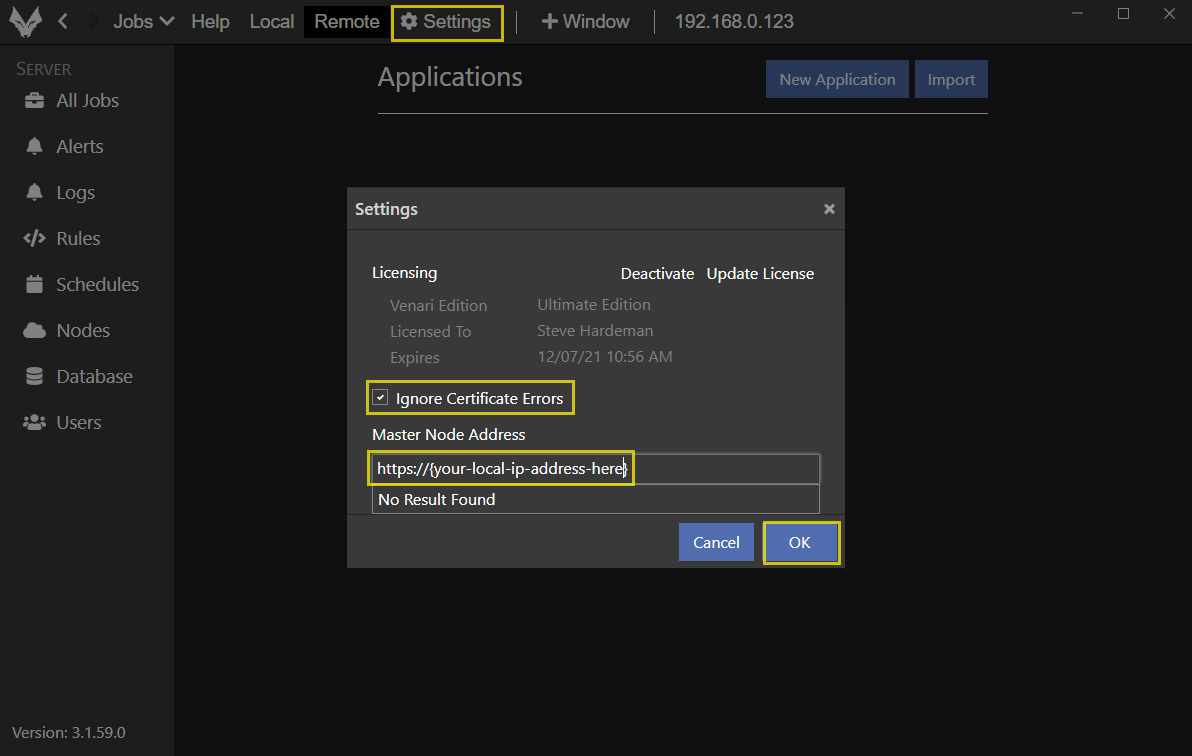 Jobs Help Local Remote Settings Window 192.168.0.123
SERVER
All Jobs
Alerts
Logs
Rules
Schedules
Nodes
Database
Users
Version: 3.1.59.0
Applications
New Application Import
Settings
Licensing Deactivate Update License
Venari Edition Ultimate Edition
Licensed To Steve Hardeman
Expires 12/07/21 10:56 AM
Ignore Certificate Errors
Master Node Address
https://{your-local-ip-address-here}
No Result Found
Cancel OK